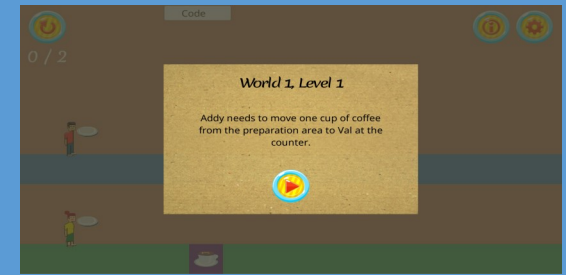 Code
0 / 2
World 1, Level 1
Addy needs to move one cup of coffee
from the preparation area to Val at the
counter.